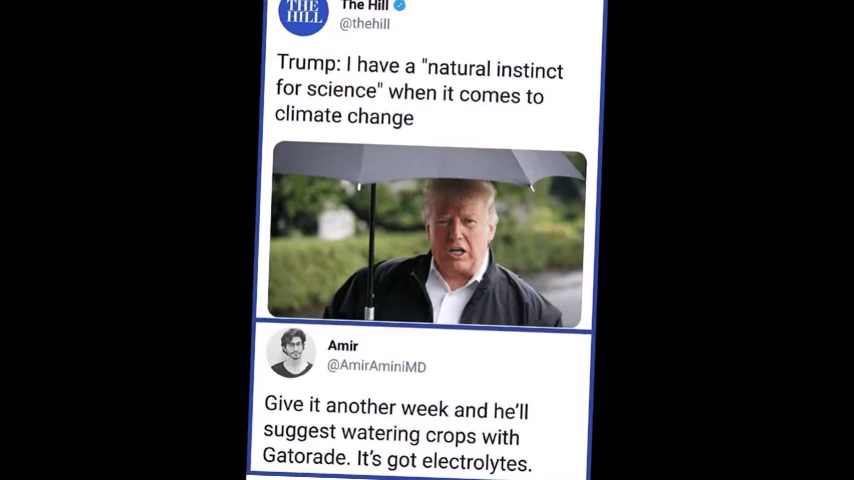 THE
HILL
The Hill
@thehill
Trump: I have a "natural instinct
for science" when it comes to
climate change
Amir
@AmirAminiMD
Give it another week and he'll
suggest watering crops with
Gatorade. It's got electrolytes.